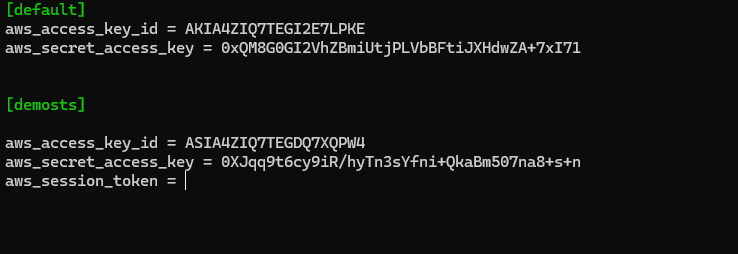 [default]
aws_access_key_id = AKIA4ZIQ7TEGI2E7LPKE
aws_secret_access_key = 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
[demosts]
aws_access_key_id = ASIA4ZIQ7TEGDQ7XQPW4
aws_secret_access_key = 0XJqq9t6cy9iR/hyTn3sYfni+QkaBm507na8+s+n
aws_session_token =